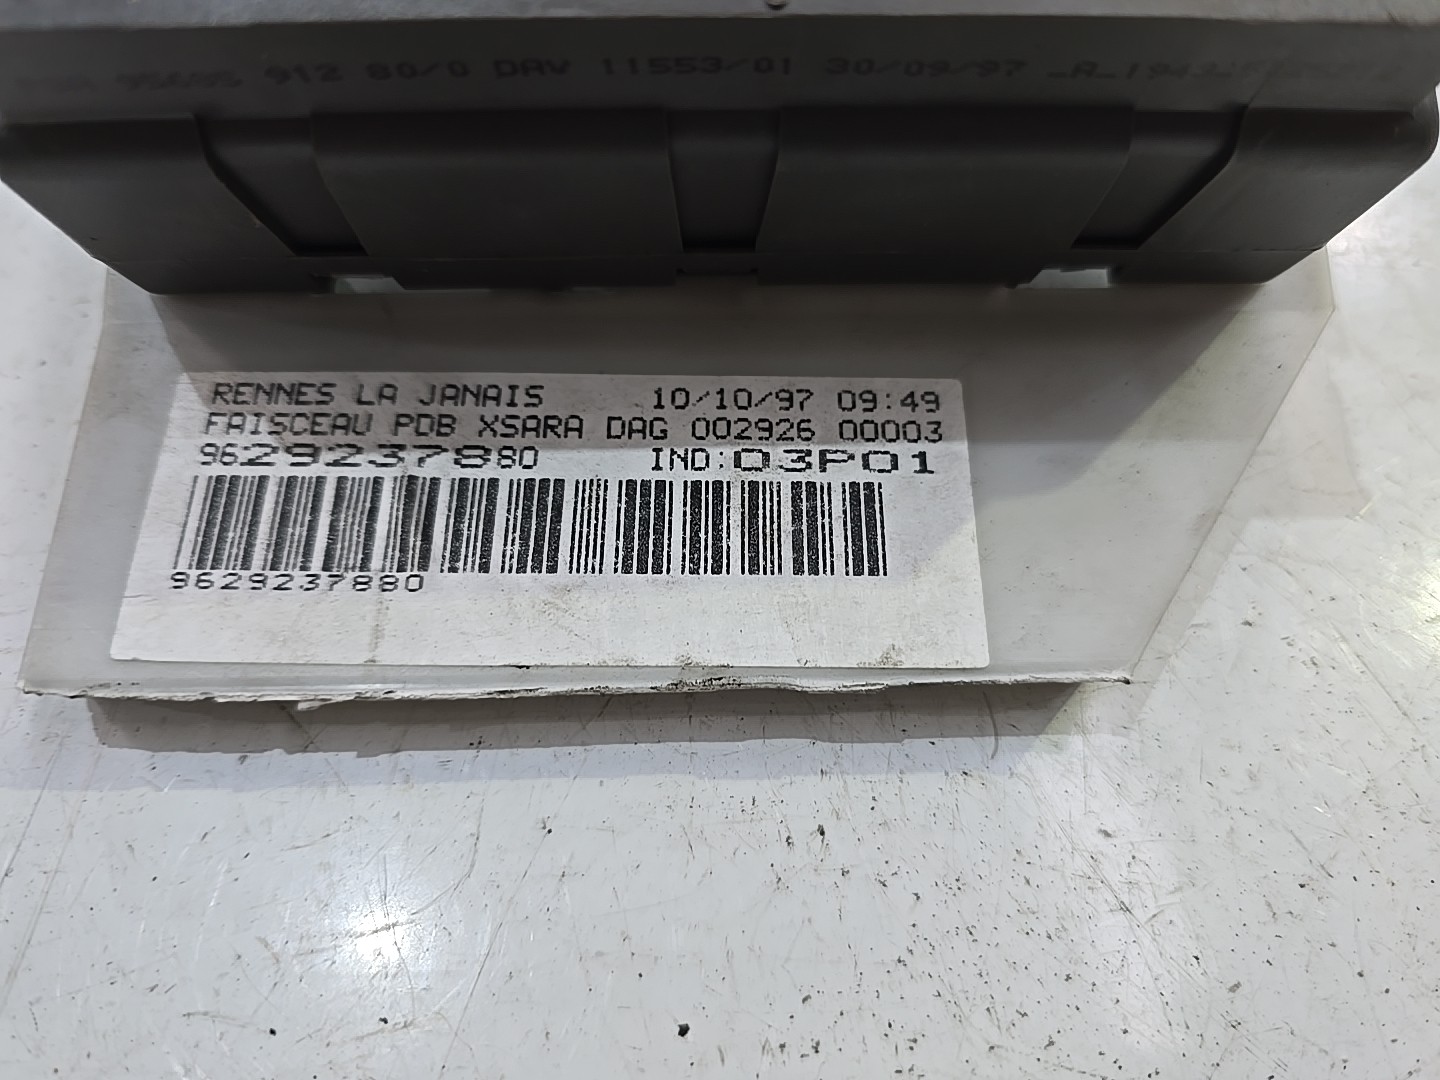 912 80/0 DAV 11553/01 30/09/97 _A_
RENNES LA JANAIS 10/10/97 09:49
FAISCEAU PDB XSARA DAG 002926 00003
9629237880 IND:03P01
9629237880